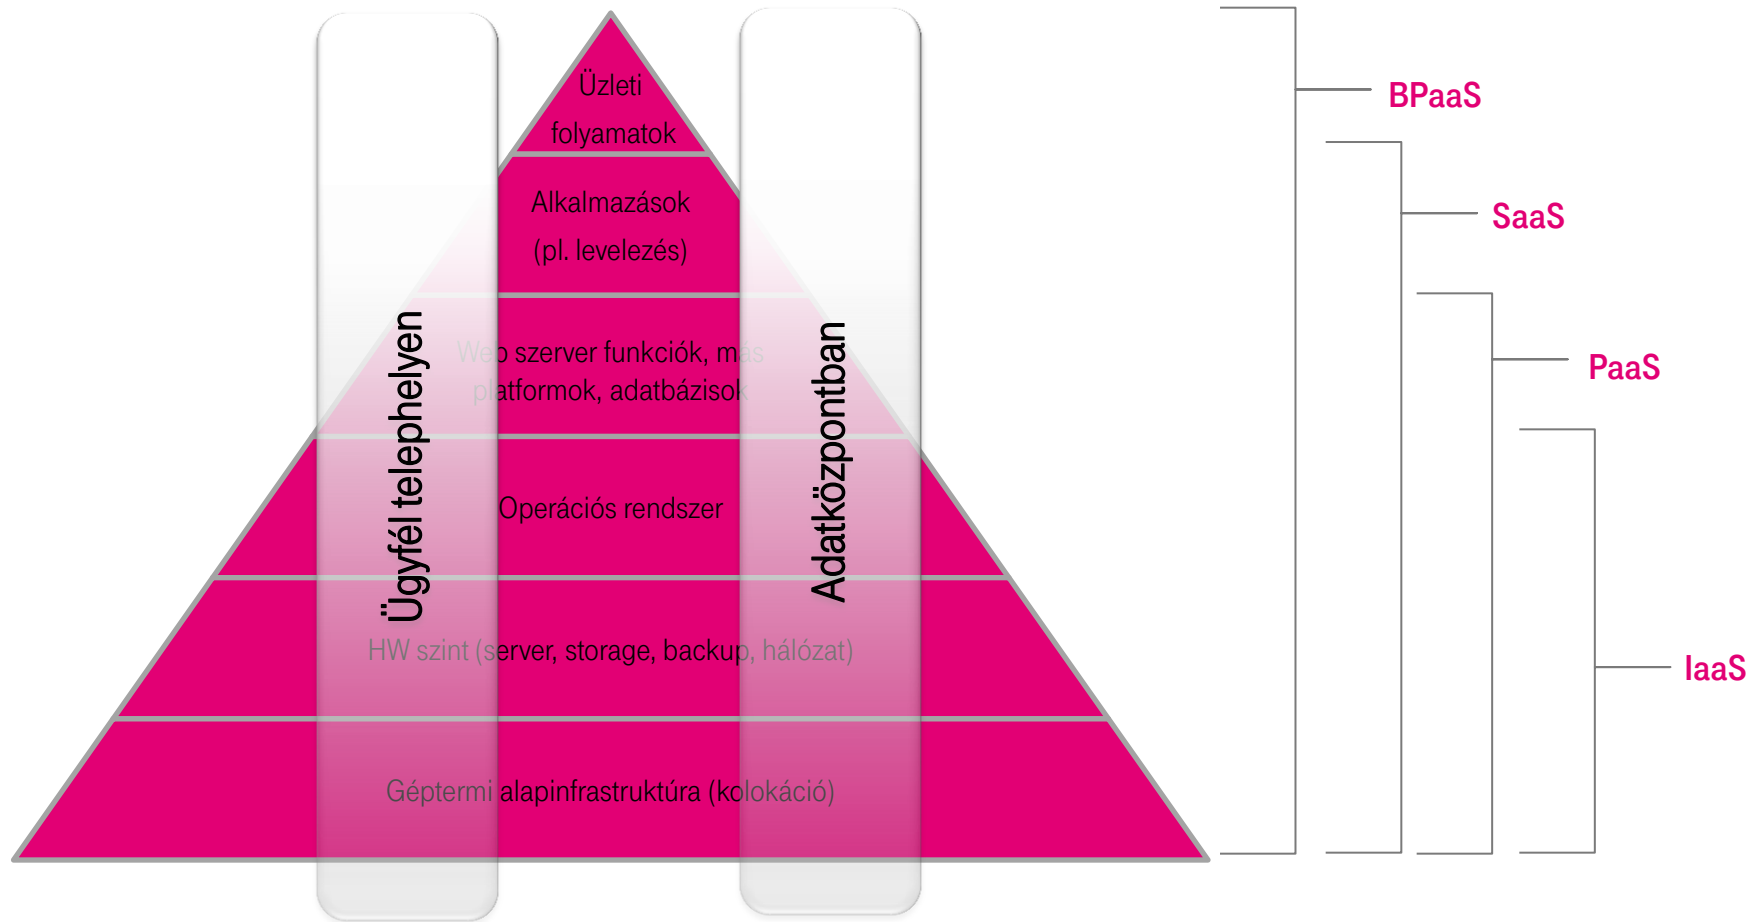 Üzleti
folyamatok
Alkalmazások
(pl. levelezés)
Web szerver funkciók, más
platformok, adatbázisok
Operációs rendszer
HW szint (server, storage, backup, hálózat)
Géptermi alapinfrastruktúra (kolokáció)
Ügyfél telephelyen
Adatközpontban
BPaaS
SaaS
PaaS
IaaS